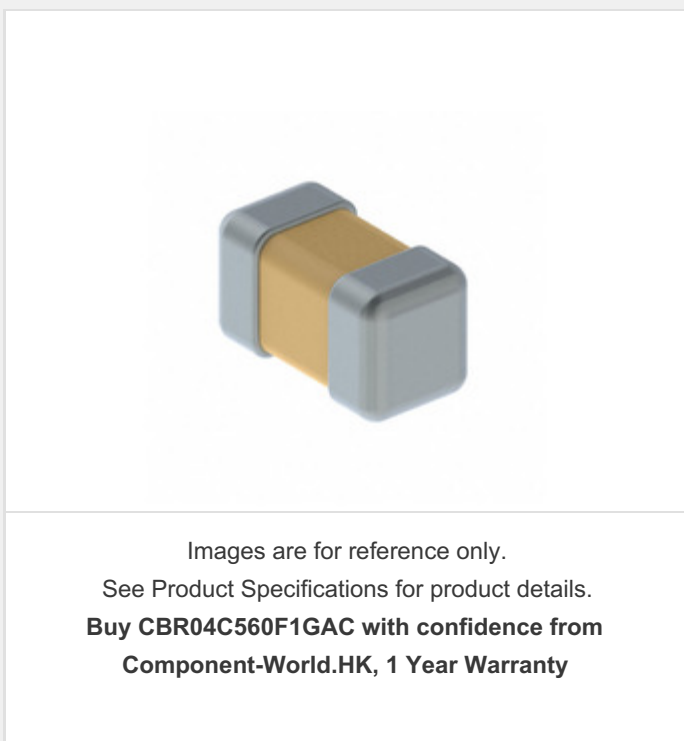 Images are for reference only.
See Product Specifications for product details.
Buy CBR04C560F1GAC with confidence from
Component-World.HK, 1 Year Warranty